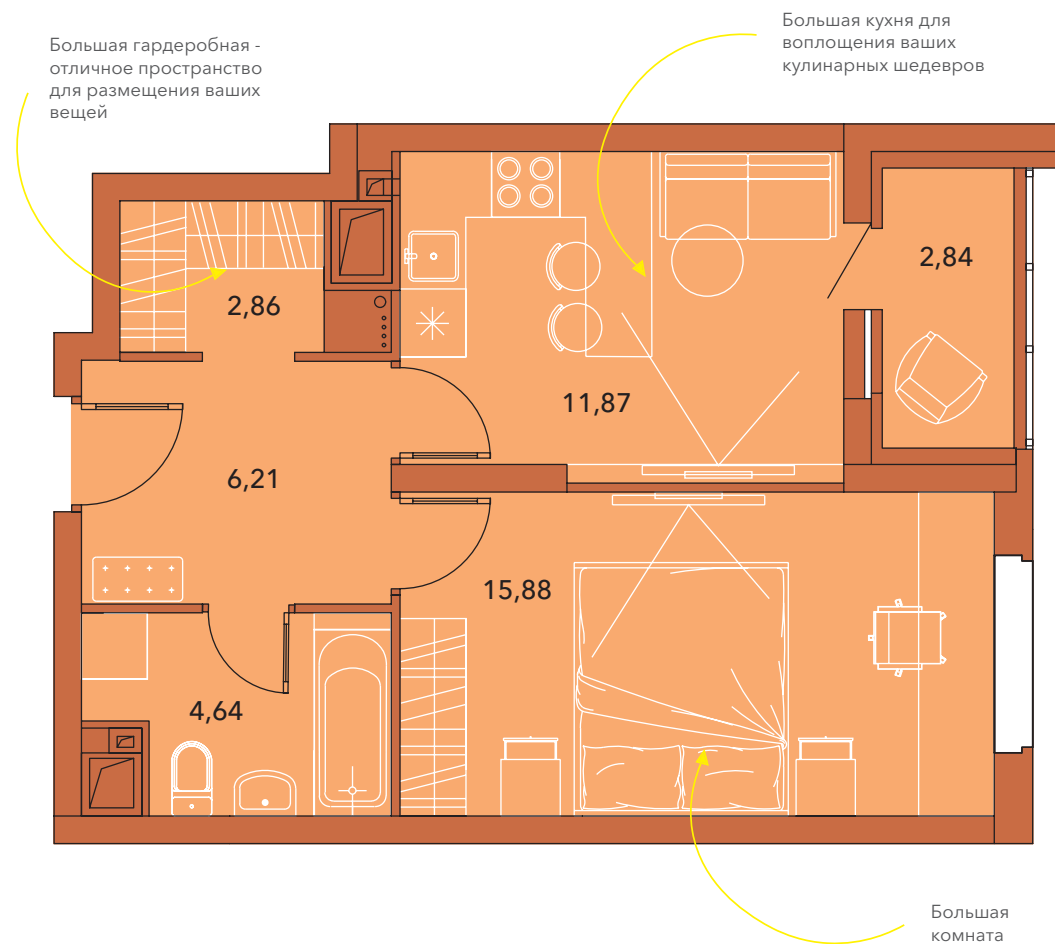 Большая гардеробная -
отличное пространство
для размещения ваших
вещей
Большая кухня для
воплощения ваших
кулинарных шедевров
2,86
2,84
11,87
6,21
15,88
4,64
Большая
комната